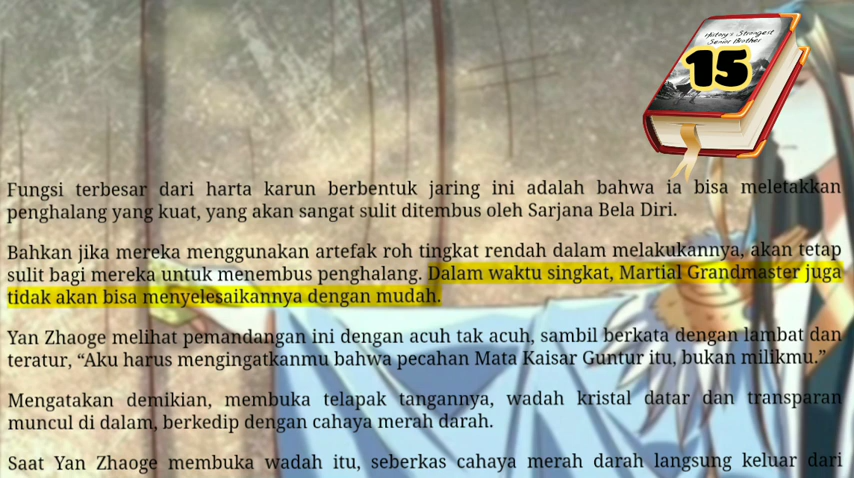 History's Strongest
Senior Brother
15
Fungsi terbesar dari harta karun berbentuk jaring ini adalah bahwa ia bisa meletakkan
penghalang yang kuat, yang akan sangat sulit ditembus oleh Sarjana Bela Diri.
Bahkan jika mereka menggunakan artefak roh tingkat rendah dalam melakukannya, akan tetap
sulit bagi mereka untuk menembus penghalang. Dalam waktu singkat, Martial Grandmaster juga
tidak akan bisa menyelesaikannya dengan mudah.
Yan Zhaoge melihat pemandangan ini dengan acuh tak acuh, sambil berkata dengan lambat dan
teratur, “Aku harus mengingatkanmu bahwa pecahan Mata Kaisar Guntur itu, bukan milikmu.”
Mengatakan demikian, membuka telapak tangannya, wadah kristal datar dan transparan
muncul di dalam, berkedip dengan cahaya merah darah.
Saat Yan Zhaoge membuka wadah itu, seberkas cahaya merah darah langsung keluar dari